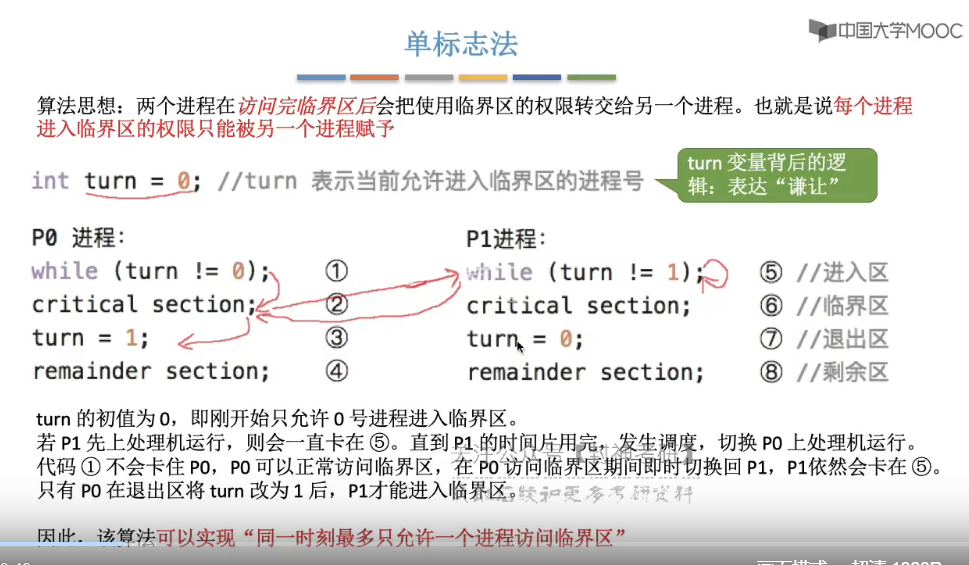 中国大学MOOC
单标志法
算法思想：两个进程在访问完临界区后会把使用临界区的权限转交给另一个进程。也就是说每个进程
进入临界区的权限只能被另一个进程赋予
int turn = 0; //turn 表示当前允许进入临界区的进程号
turn 变量背后的逻
辑：表达“谦让”
P0 进程：
while (turn != 0); ①
critical section; ②
turn = 1; ③
remainder section; ④
P1进程：
while (turn != 1); ⑤ //进入区
critical section; ⑥ //临界区
turn = 0; ⑦ //退出区
remainder section; ⑧ //剩余区
turn 的初值为 0，即刚开始只允许 0 号进程进入临界区。
若 P1 先上处理机运行，则会一直卡在 ⑤。直到 P1 的时间片用完，发生调度，切换 P0 上处理机运行。
代码 ① 不会卡住 P0，P0 可以正常访问临界区，在 P0 访问临界区期间即时切换回 P1，P1依然会卡在 ⑤。
只有 P0 在退出区将 turn 改为 1 后，P1才能进入临界区。
因此，该算法可以实现“同一时刻最多只允许一个进程访问临界区”